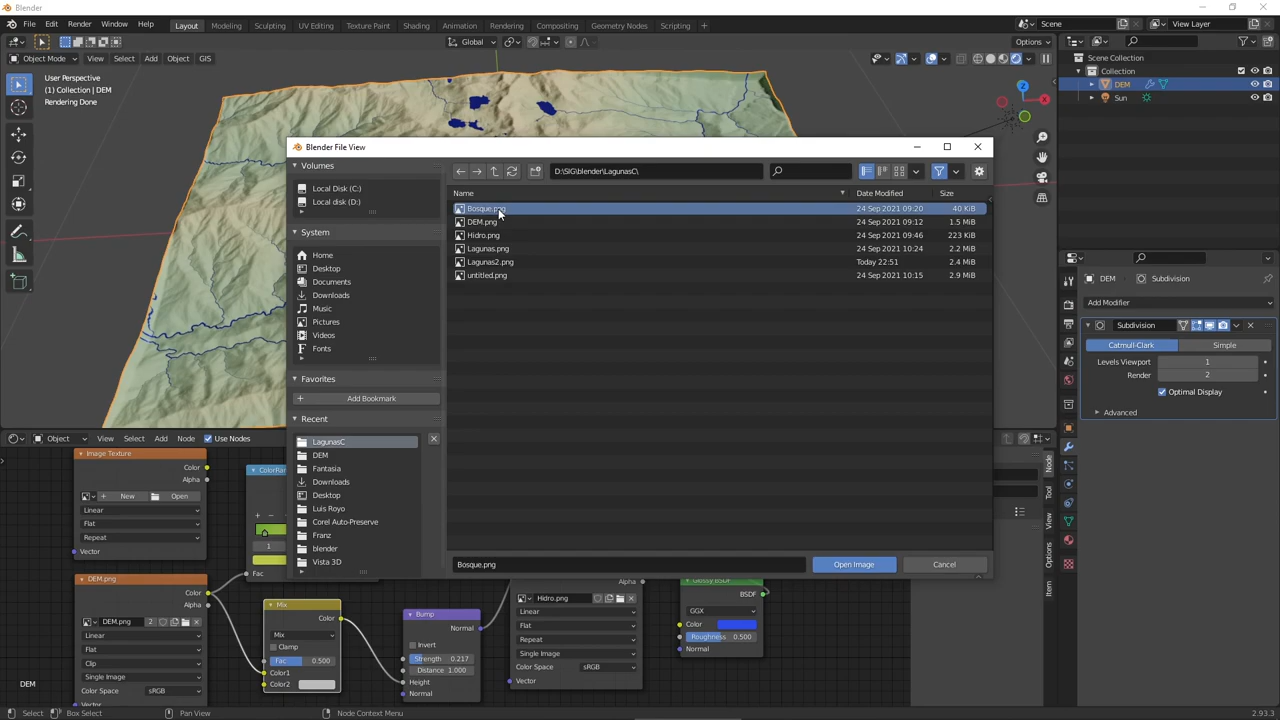 Blender
File Edit Render Window Help Layout Modeling Sculpting UV Editing Texture Paint Shading Animation Rendering Compositing Geometry Nodes Scripting + Scene View Layer
Global Options
Object Mode View Select Add Object GIS
User Perspective
(1) Collection | DEM
Rendering Done
Scene Collection
Collection
DEM
Sun
Blender File View
Volumes
Local Disk (C:)
Local disk (D:)
System
Home
Desktop
Documents
Downloads
Music
Pictures
Videos
Fonts
Favorites
Add Bookmark
Recent
LagunasC
DEM
Fantasia
Downloads
Desktop
Luis Royo
Corel Auto-Preserve
Franz
blender
Vista 3D
D:\SIG\blender\LagunasC\
Name Date Modified Size
Bosque.png 24 Sep 2021 09:20 40 KiB
DEM.png 24 Sep 2021 09:12 1.5 MiB
Hidro.png 24 Sep 2021 09:46 223 KiB
Lagunas.png 24 Sep 2021 10:24 2.2 MiB
Lagunas2.png Today 22:51 2.4 MiB
untitled.png 24 Sep 2021 10:15 2.9 MiB
Bosque.png Open Image Cancel
DEM Subdivision
Add Modifier
Subdivision
Catmull-Clark Simple
Levels Viewport 1
Render 2
Optimal Display
Advanced
Object View Select Add Node Use Nodes
Image Texture
Color
Alpha
New Open
Linear
Flat
Repeat
Vector
ColorRamp
+ −
1
Fac
DEM.png
Color
Alpha
DEM.png 2
Linear
Flat
Clip
Single Image
Color Space sRGB
Vector
Mix
Color
Mix
Clamp
Fac 0.500
Color1
Color2
Bump
Normal
Invert
Strength 0.217
Distance 1.000
Height
Normal
Alpha
Hidro.png
Linear
Flat
Repeat
Single Image
Color Space sRGB
Vector
Glossy BSDF
BSDF
GGX
Color
Roughness 0.500
Normal
Node
Tool
View
Options
Item
DEM
Select Box Select Pan View Node Context Menu 2.93.3